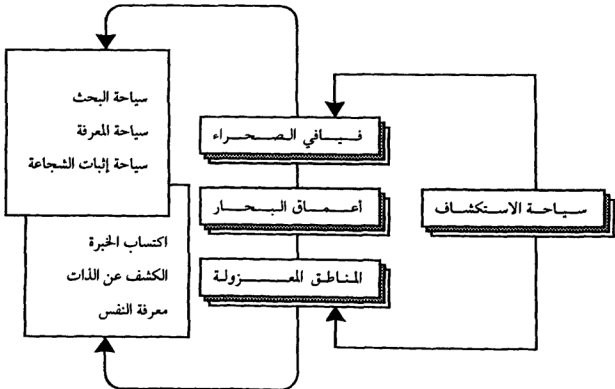 سياحة الاستكشاف
فيافي الصحراء
أعماق البحار
المناطق المعزولة
سياحة البحث
سياحة المعرفة
سياحة إثبات الشجاعة
اكتساب الخبرة
الكشف عن الذات
معرفة النفس